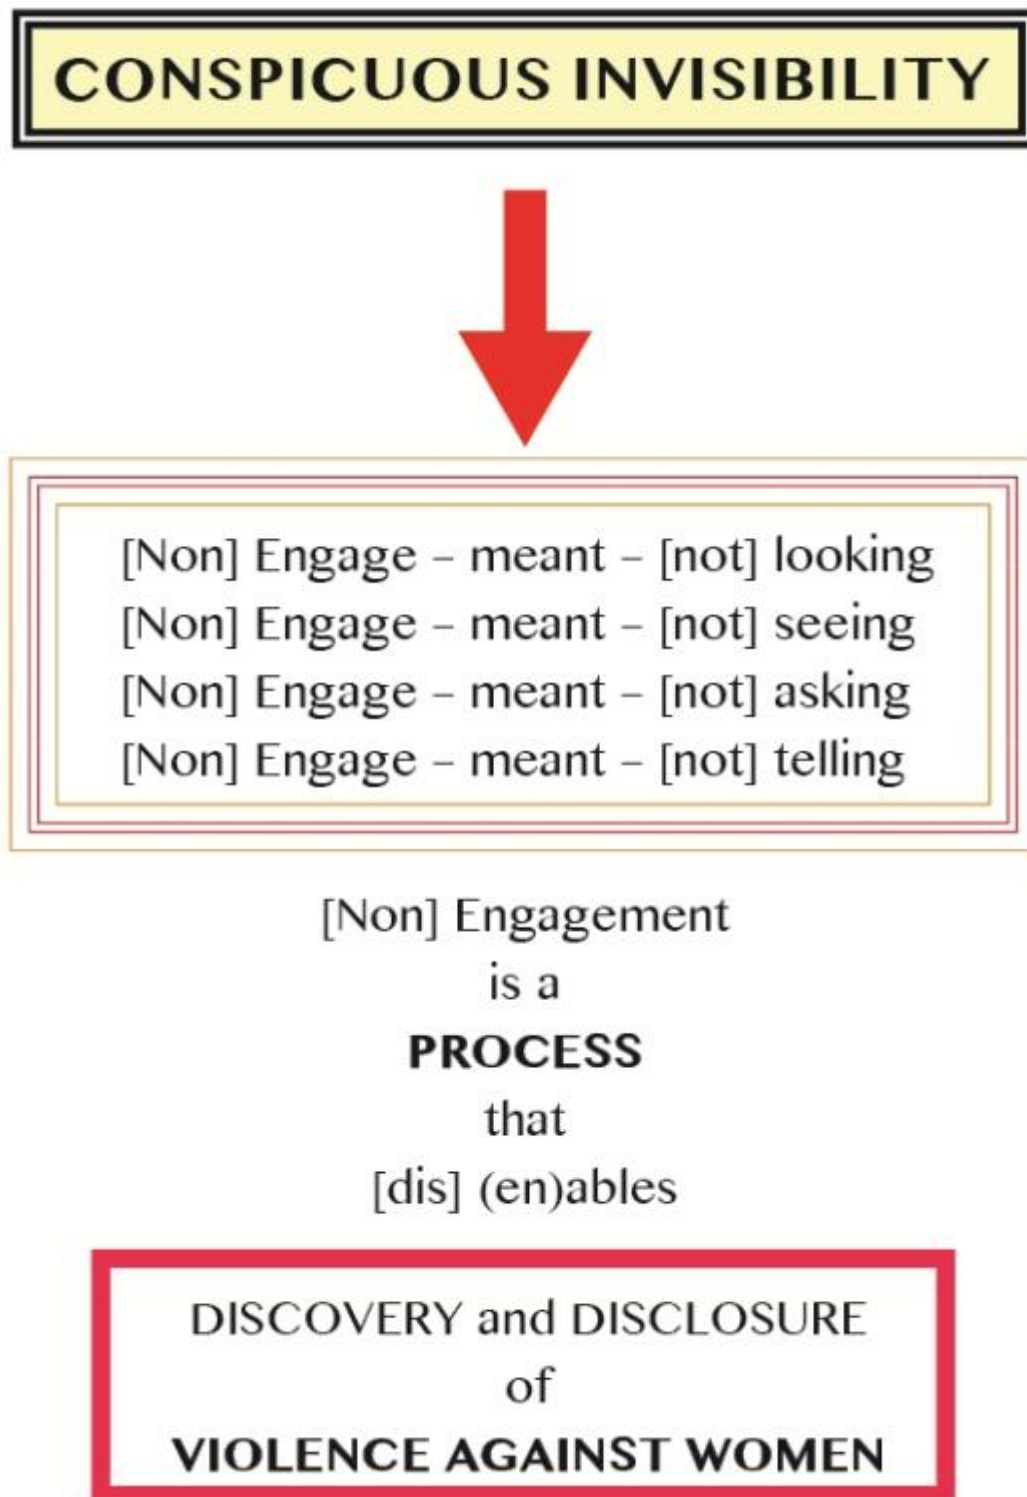 CONSPICUOUS INVISIBILITY
[Non] Engage – meant – [not] looking
[Non] Engage – meant – [not] seeing
[Non] Engage – meant – [not] asking
[Non] Engage – meant – [not] telling
[Non] Engagement
is a
PROCESS
that
[dis] (en)ables
DISCOVERY and DISCLOSURE
of
VIOLENCE AGAINST WOMEN